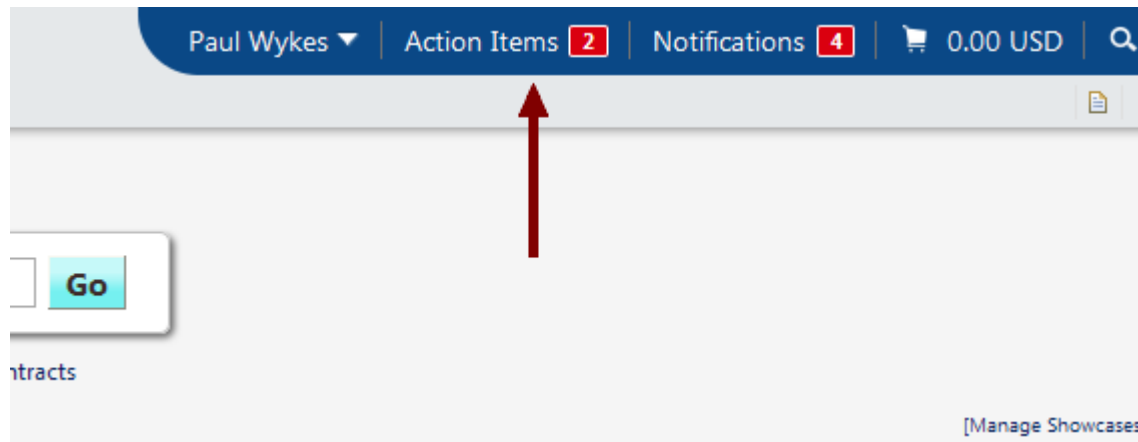 Paul Wykes Action Items 2 Notifications 4 0.00 USD
Go
ntracts
[Manage Showcases